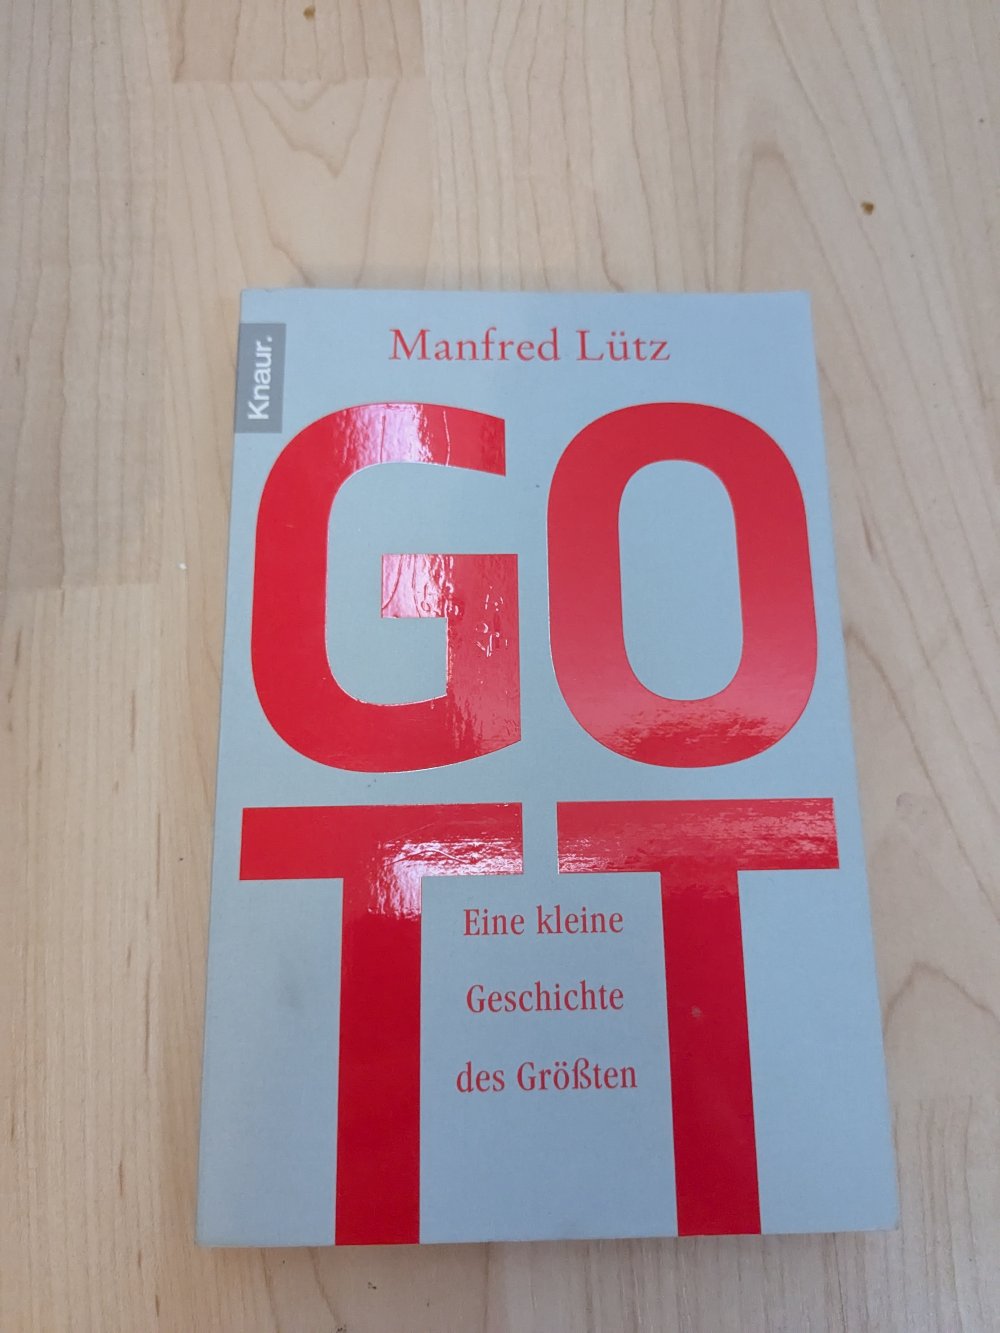 Knaur.
Manfred Lütz
GO
TT
Eine kleine
Geschichte
des Größten